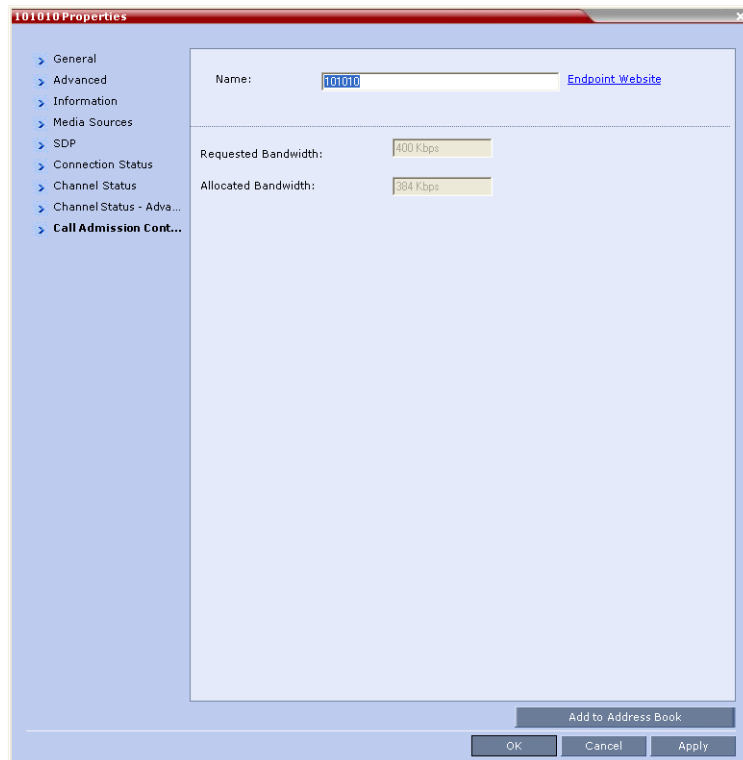 101010 Properties
General
Advanced
Information
Media Sources
SDP
Connection Status
Channel Status
Channel Status - Adva...
Call Admission Cont...
Name: 101010 Endpoint Website
Requested Bandwidth: 400 Kbps
Allocated Bandwidth: 384 Kbps
Add to Address Book
OK Cancel Apply